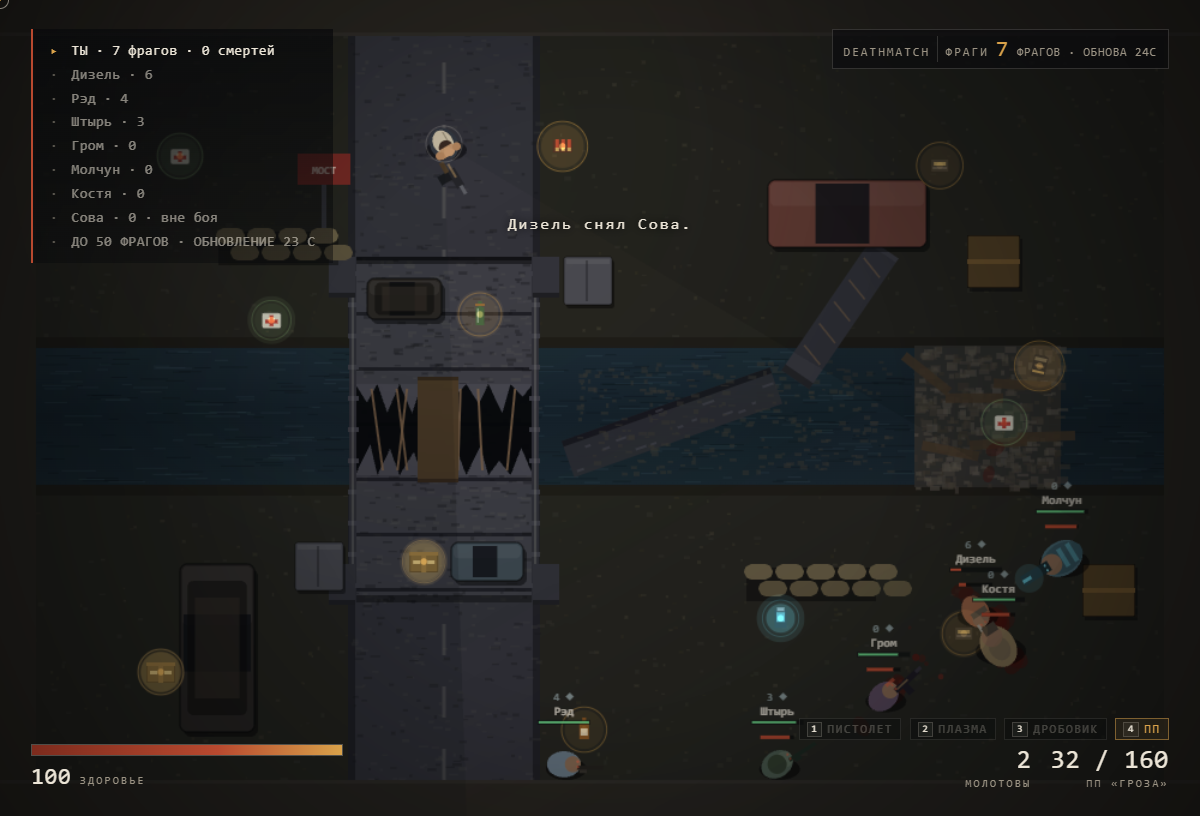 ▸ ТЫ · 7 фрагов · 0 смертей
· Дизель · 6
· Рэд · 4
· Штырь · 3
· Гром · 0
· Молчун · 0
· Костя · 0
· Сова · 0 · вне боя
ДО 50 ФРАГОВ · ОБНОВЛЕНИЕ 23 С
DEATHMATCH ФРАГИ 7 ФРАГОВ · ОБНОВА 24С
МОСТ
Дизель снял Сова.
0 ◆
Молчун
6 ◆
Дизель
0 ◆
Костя
0 ◆
Гром
4 ◆
Рэд
3 ◆
Штырь
1 ПИСТОЛЕТ 2 ПЛАЗМА 3 ДРОБОВИК 4 ПП
100 ЗДОРОВЬЕ
2 32 / 160
МОЛОТОВЫ ПП «ГРОЗА»